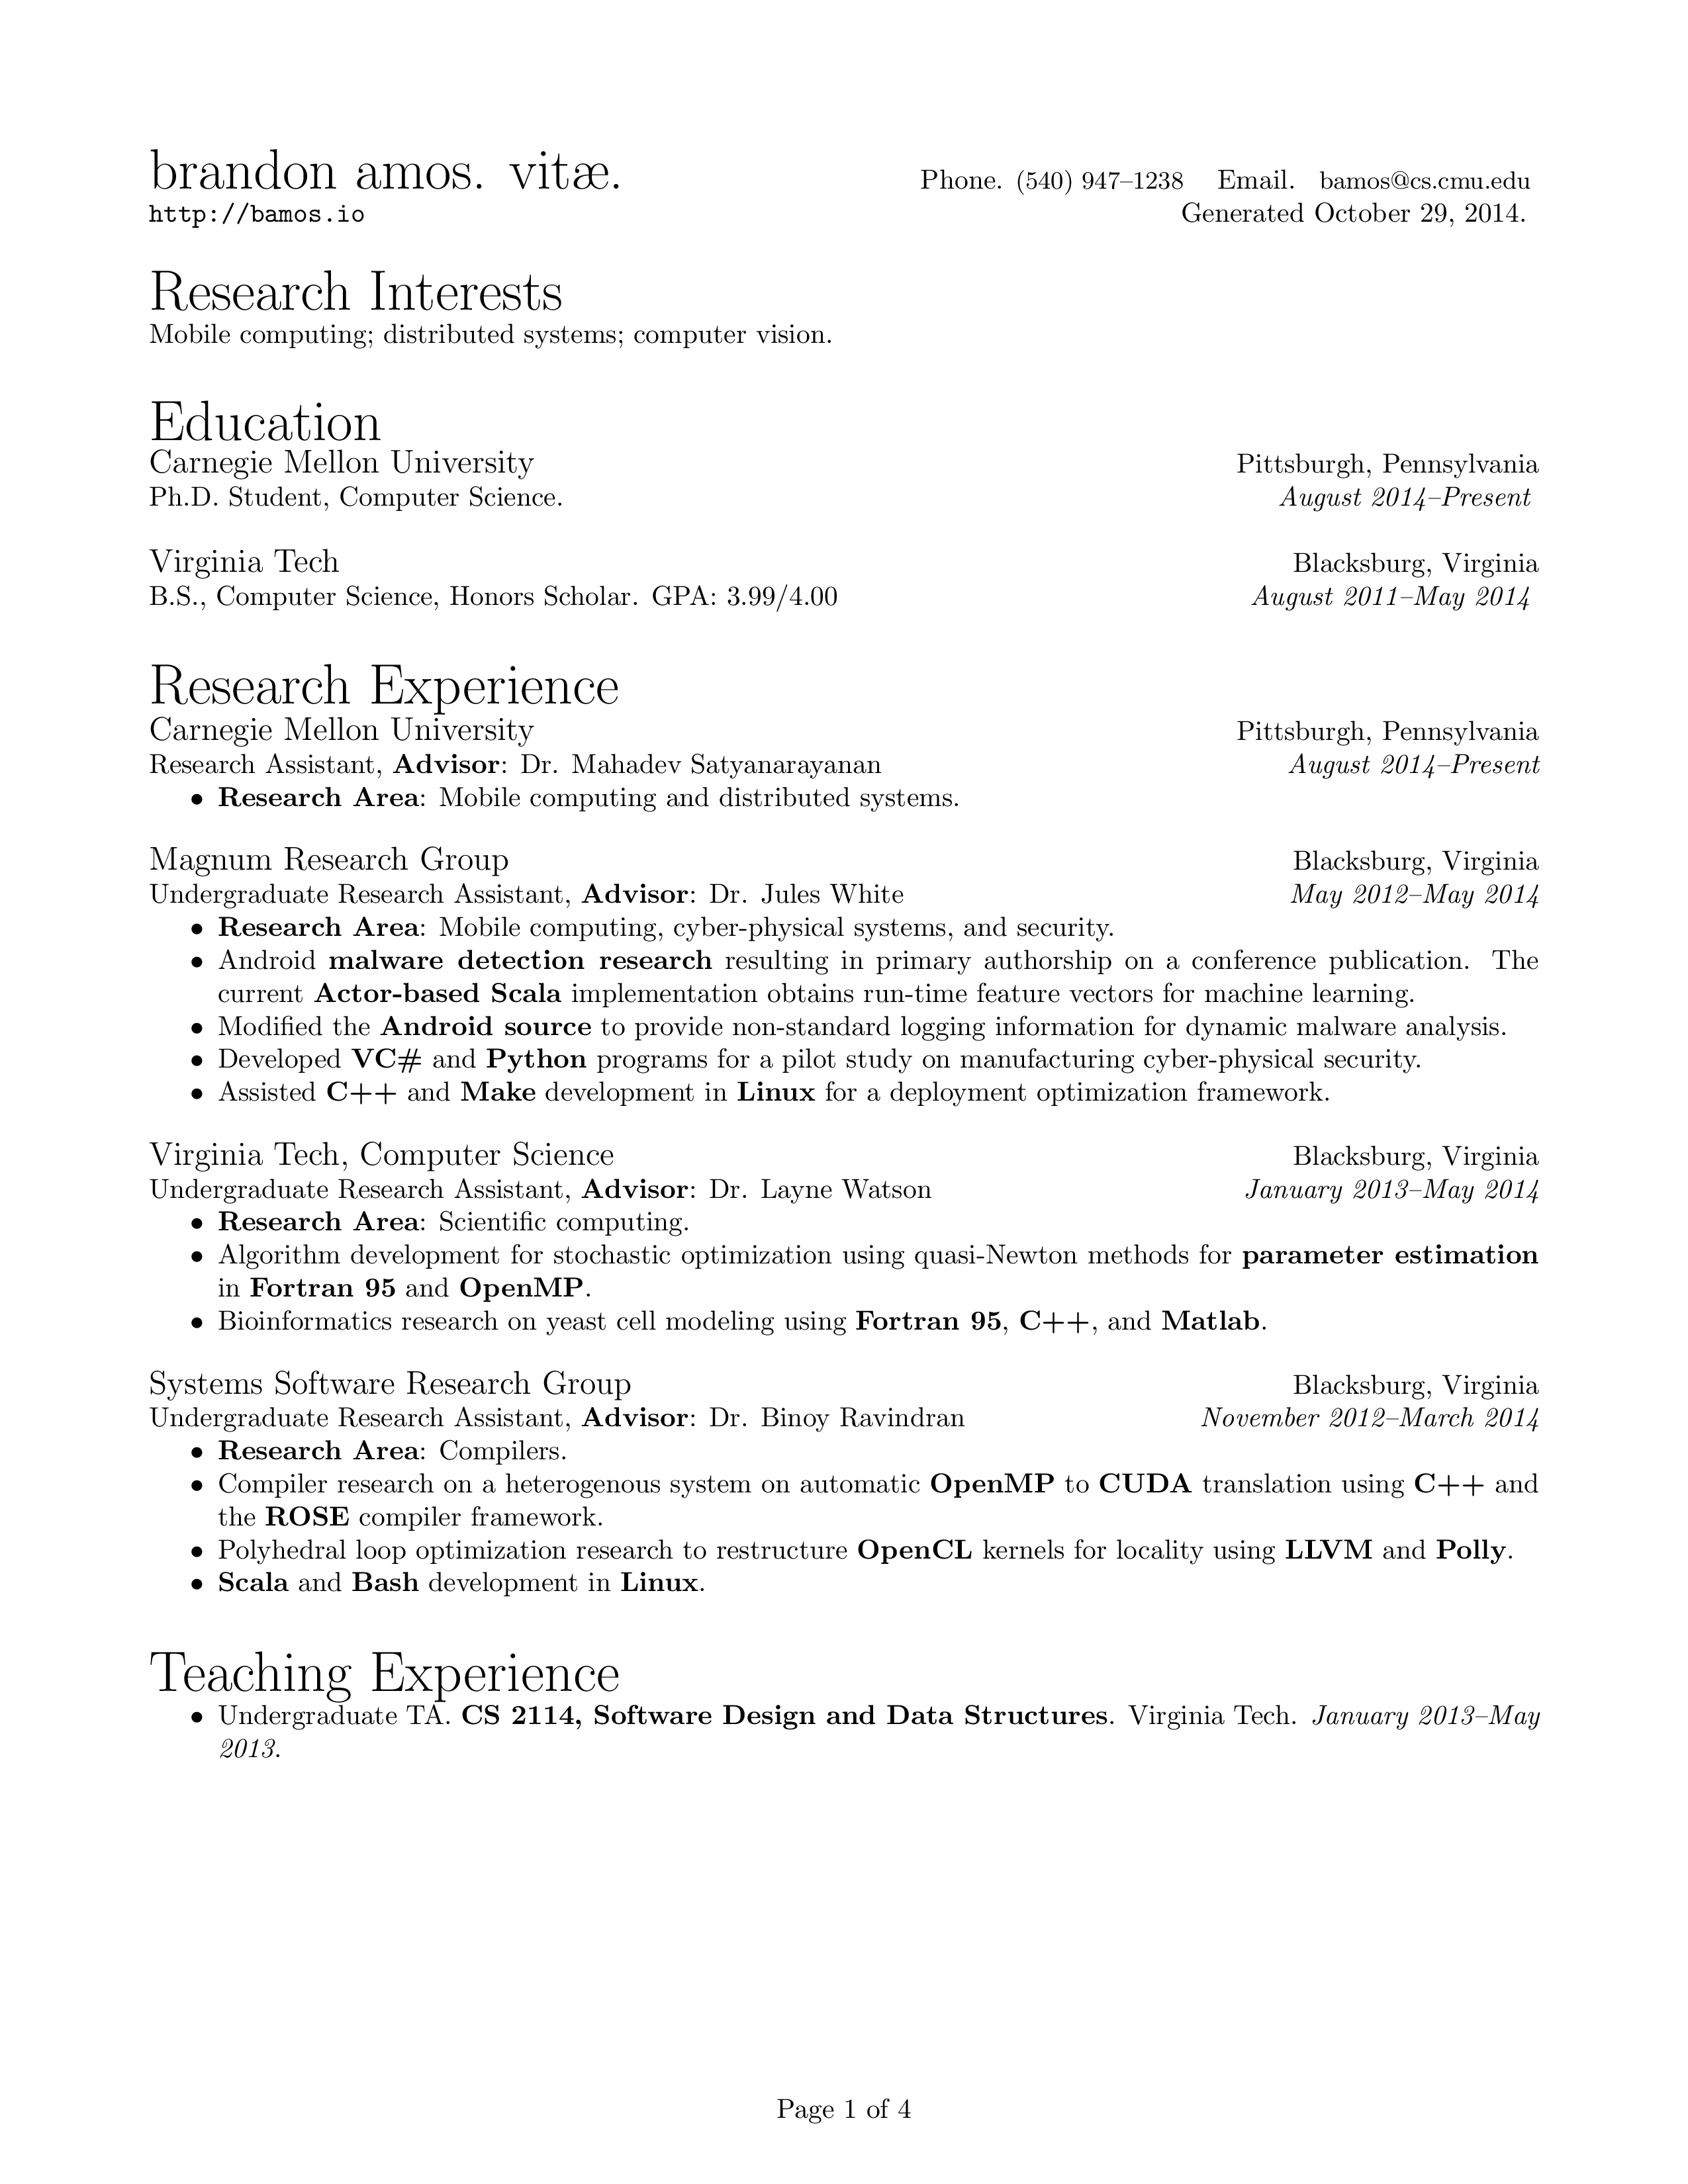 brandon amos. vitæ. Phone. (540) 947–1238 Email. bamos@cs.cmu.edu
http://bamos.io Generated October 29, 2014.
Research Interests
Mobile computing; distributed systems; computer vision.
Education
Carnegie Mellon University Pittsburgh, Pennsylvania
Ph.D. Student, Computer Science. August 2014–Present
Virginia Tech Blacksburg, Virginia
B.S., Computer Science, Honors Scholar. GPA: 3.99/4.00 August 2011–May 2014
Research Experience
Carnegie Mellon University Pittsburgh, Pennsylvania
Research Assistant, Advisor: Dr. Mahadev Satyanarayanan August 2014–Present
• Research Area: Mobile computing and distributed systems.
Magnum Research Group Blacksburg, Virginia
Undergraduate Research Assistant, Advisor: Dr. Jules White May 2012–May 2014
• Research Area: Mobile computing, cyber-physical systems, and security.
• Android malware detection research resulting in primary authorship on a conference publication. The
current Actor-based Scala implementation obtains run-time feature vectors for machine learning.
• Modified the Android source to provide non-standard logging information for dynamic malware analysis.
• Developed VC# and Python programs for a pilot study on manufacturing cyber-physical security.
• Assisted C++ and Make development in Linux for a deployment optimization framework.
Virginia Tech, Computer Science Blacksburg, Virginia
Undergraduate Research Assistant, Advisor: Dr. Layne Watson January 2013–May 2014
• Research Area: Scientific computing.
• Algorithm development for stochastic optimization using quasi-Newton methods for parameter estimation
in Fortran 95 and OpenMP.
• Bioinformatics research on yeast cell modeling using Fortran 95, C++, and Matlab.
Systems Software Research Group Blacksburg, Virginia
Undergraduate Research Assistant, Advisor: Dr. Binoy Ravindran November 2012–March 2014
• Research Area: Compilers.
• Compiler research on a heterogenous system on automatic OpenMP to CUDA translation using C++ and
the ROSE compiler framework.
• Polyhedral loop optimization research to restructure OpenCL kernels for locality using LLVM and Polly.
• Scala and Bash development in Linux.
Teaching Experience
• Undergraduate TA. CS 2114, Software Design and Data Structures. Virginia Tech. January 2013–May
2013.
Page 1 of 4